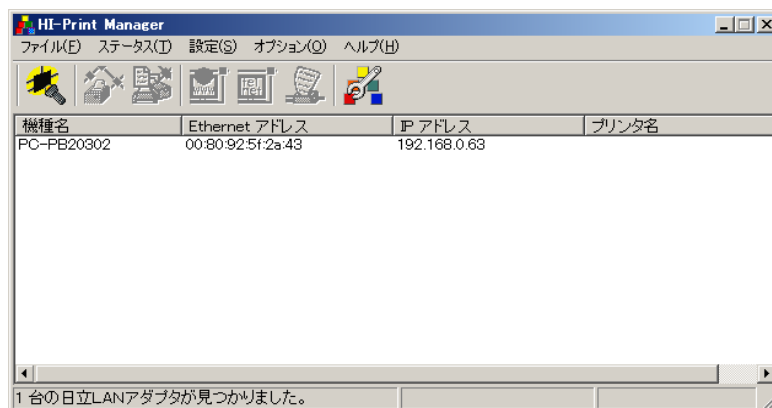 HI-Print Manager
ファイル(F) ステータス(T) 設定(S) オプション(O) ヘルプ(H)
機種名 Ethernet アドレス IP アドレス プリンタ名
PC-PB20302 00:80:92:5f:2a:43 192.168.0.63
1 台の日立LANアダプタが見つかりました。